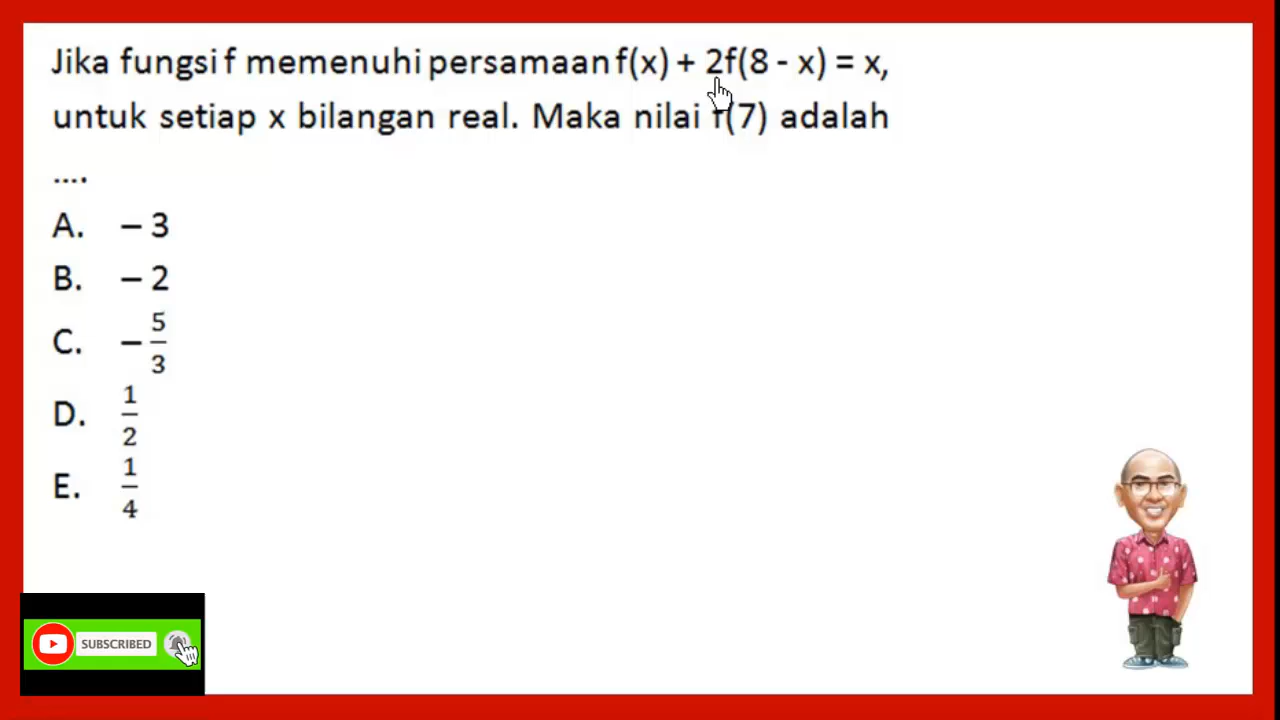 Jika fungsi f memenuhi persamaan f(x) + 2f(8 - x) = x,
untuk setiap x bilangan real. Maka nilai f(7) adalah
....
A. – 3
B. – 2
C. – 5/3
D. 1/2
E. 1/4
SUBSCRIBED